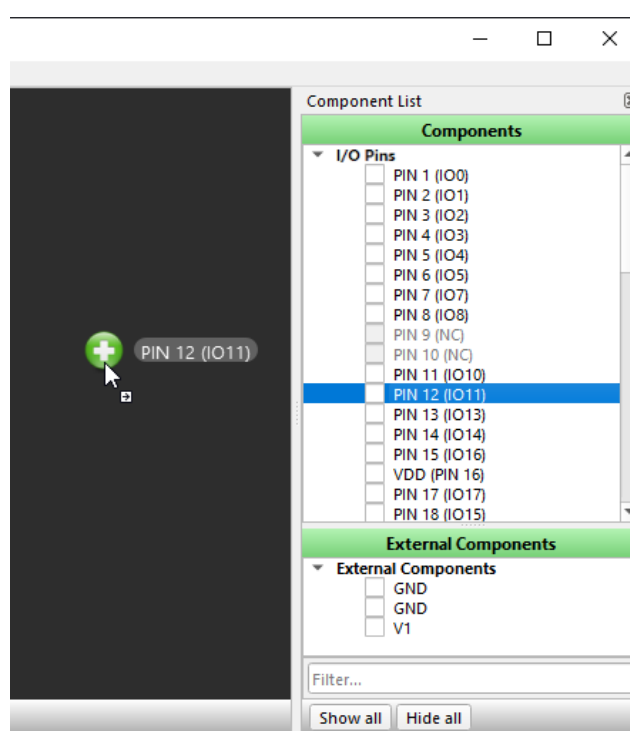 Component List
Components
I/O Pins
PIN 1 (IO0)
PIN 2 (IO1)
PIN 3 (IO2)
PIN 4 (IO3)
PIN 5 (IO4)
PIN 6 (IO5)
PIN 7 (IO7)
PIN 8 (IO8)
PIN 9 (NC)
PIN 10 (NC)
PIN 11 (IO10)
PIN 12 (IO11)
PIN 12 (IO11)
PIN 13 (IO13)
PIN 14 (IO14)
PIN 15 (IO16)
VDD (PIN 16)
PIN 17 (IO17)
PIN 18 (IO15)
External Components
External Components
GND
GND
V1
Filter...
Show all Hide all